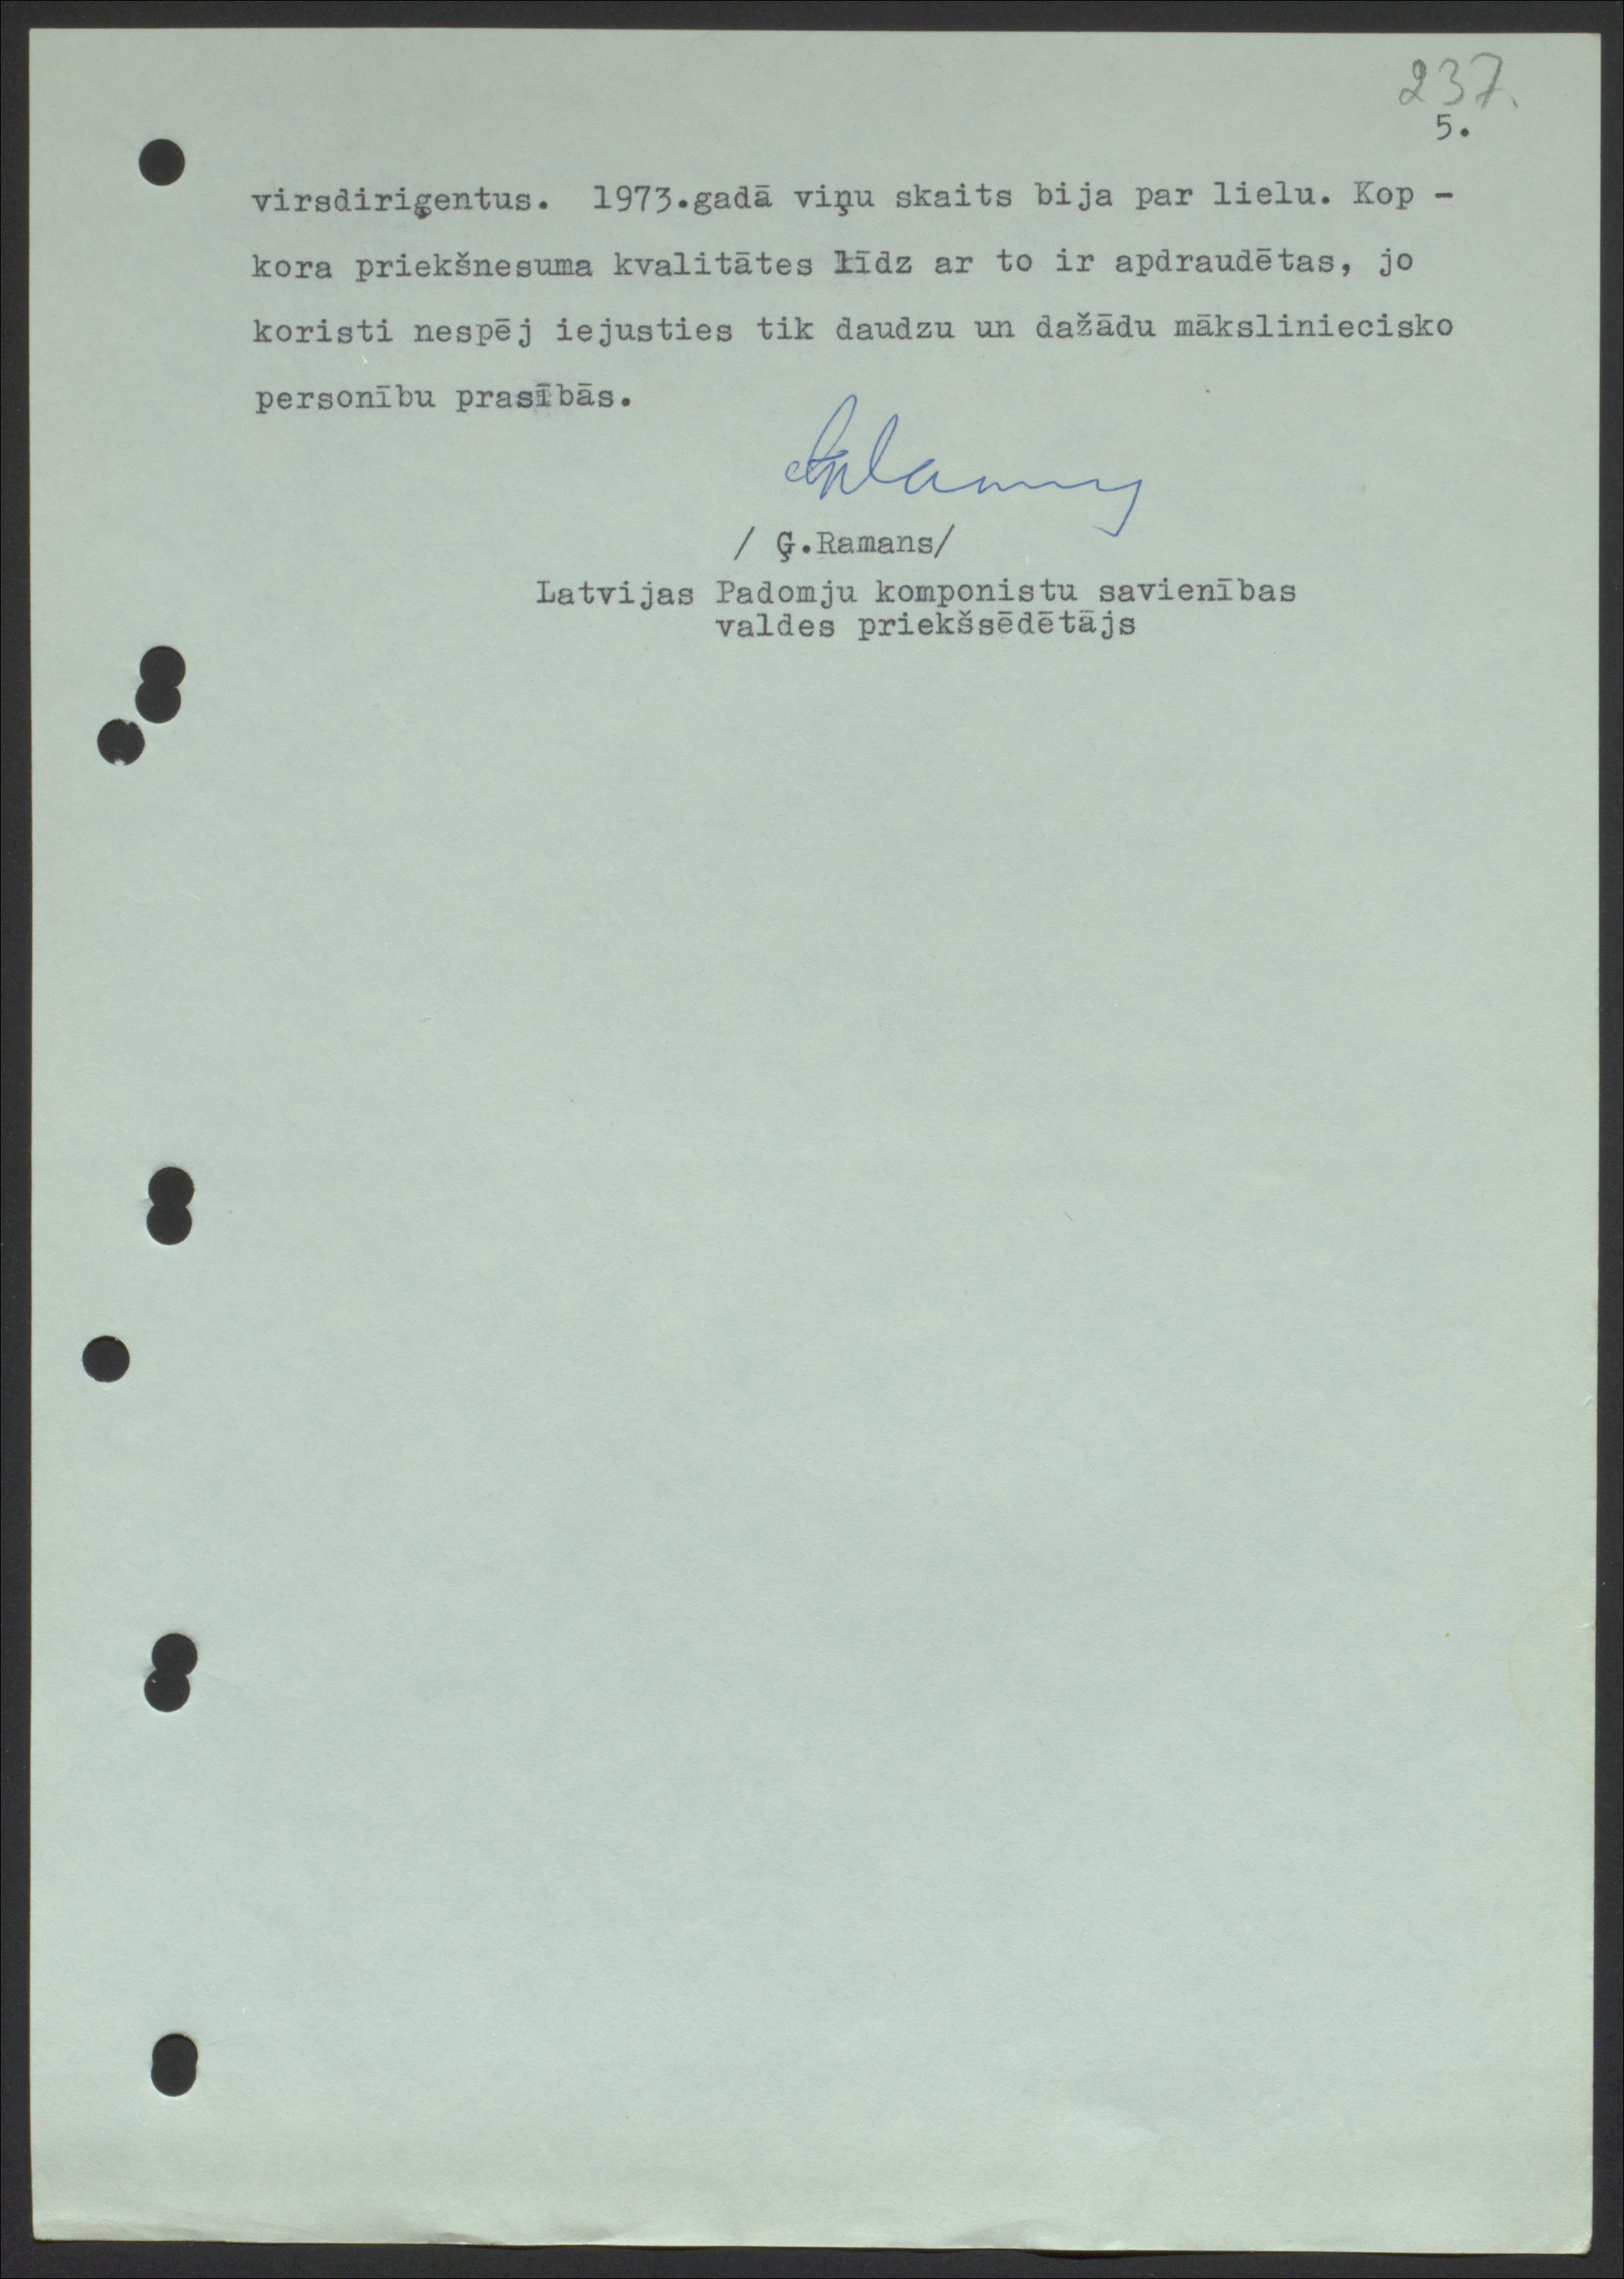 237.
5.
virsdiriģentus. 1973.gadā viņu skaits bija par lielu. Kop -
kora priekšnesuma kvalitātes līdz ar to ir apdraudētas, jo
koristi nespēj iejusties tik daudzu un dažādu māksliniecisko
personību prasībās.
/ Ģ.Ramans/
Latvijas Padomju komponistu savienības
valdes priekšsēdētājs